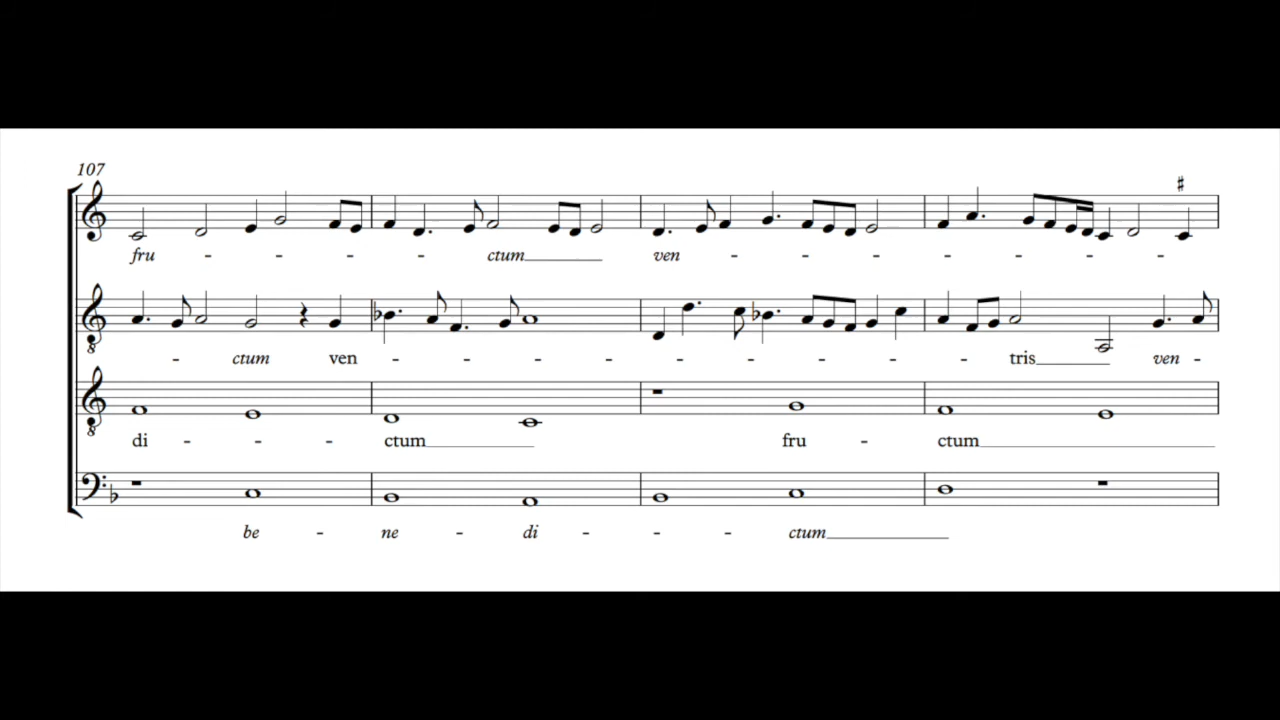 107
fru - - - - ctum ven - - - - - - -
- ctum ven - - - - - - - - - tris ven -
di - - - ctum fru - ctum
be - ne - di - - - ctum